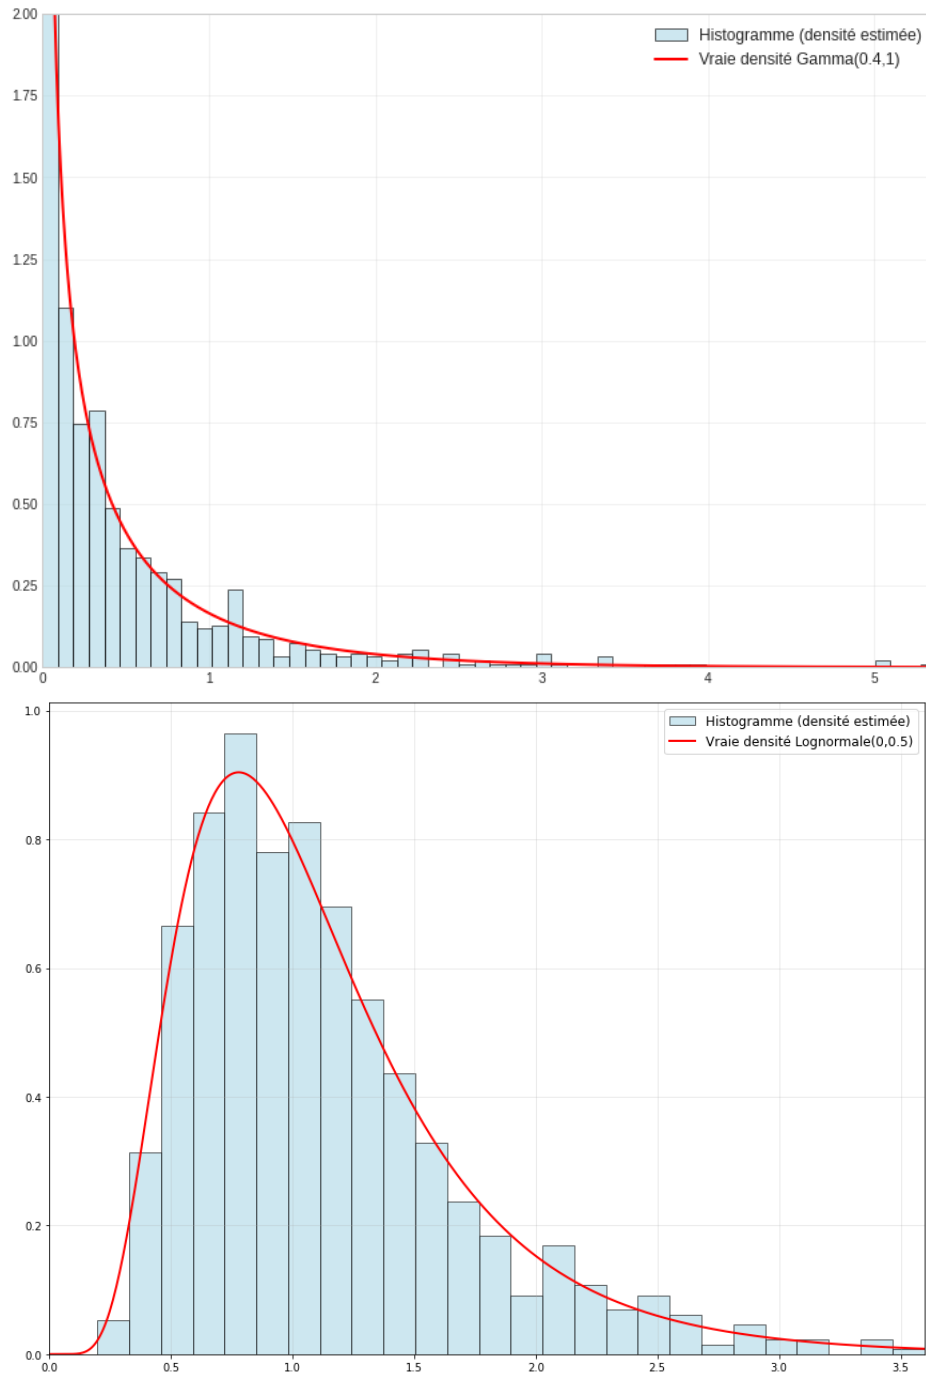 2.00
Histogramme (densité estimée)
Vraie densité Gamma(0.4,1)
1.75
1.50
1.25
1.00
0.75
0.50
0.25
0.00
0 1 2 3 4 5
1.0
Histogramme (densité estimée)
Vraie densité Lognormale(0,0.5)
0.8
0.6
0.4
0.2
0.0
0.0 0.5 1.0 1.5 2.0 2.5 3.0 3.5